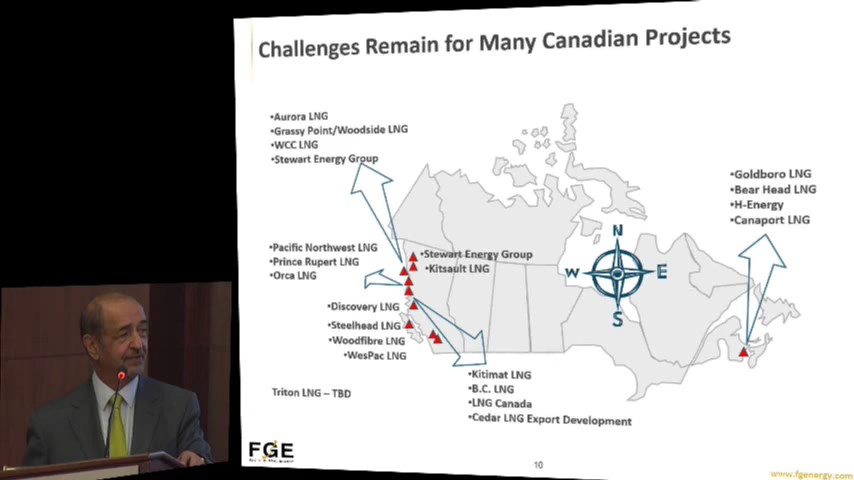 Challenges Remain for Many Canadian Projects
•Aurora LNG
•Grassy Point/Woodside LNG
•WCC LNG
•Stewart Energy Group
•Goldboro LNG
•Bear Head LNG
•H-Energy
•Canaport LNG
•Pacific Northwest LNG
•Prince Rupert LNG
•Orca LNG
•Stewart Energy Group
•Kitsault LNG
N
W
E
S
•Discovery LNG
•Steelhead LNG
•Woodfibre LNG
•WesPac LNG
•Kitimat LNG
•B.C. LNG
•LNG Canada
•Cedar LNG Export Development
Triton LNG – TBD
FGE
10
www.fgenergy.com